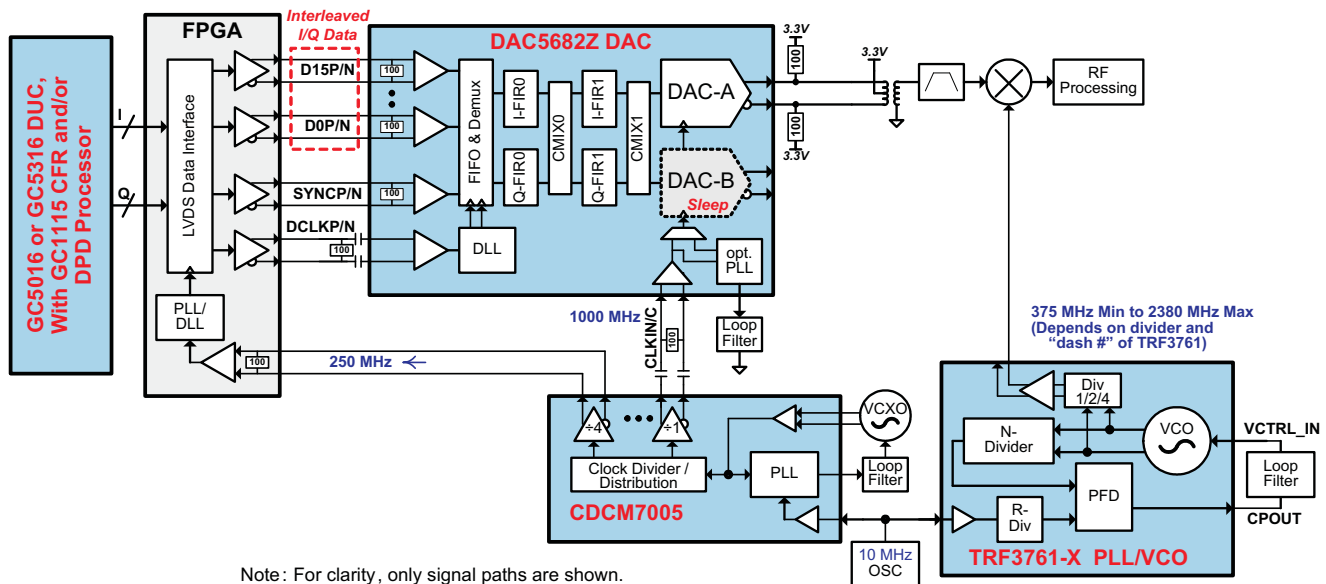 GC5016 or GC5316 DUC,
With GC1115 CFR and/or
DPD Processor
I
Q
FPGA
LVDS Data Interface
PLL/
DLL
Interleaved
I/Q Data
D15P/N
D0P/N
SYNCP/N
DCLKP/N
100
100
100
100
100
250 MHz
DAC5682Z DAC
FIFO & Demux
DLL
I-FIR0
Q-FIR0
CMIX0
I-FIR1
Q-FIR1
CMIX1
DAC-A
DAC-B
Sleep
opt.
PLL
Loop
Filter
3.3V
100
3.3V
100
3.3V
RF
Processing
1000 MHz
CLKIN/C
100
375 MHz Min to 2380 MHz Max
(Depends on divider and
"dash #" of TRF3761)
÷4
÷1
Clock Divider /
Distribution
PLL
VCXO
Loop
Filter
CDCM7005
10 MHz
OSC
Div
1/2/4
N-
Divider
VCO
PFD
R-
Div
TRF3761-X PLL/VCO
VCTRL_IN
Loop
Filter
CPOUT
Note: For clarity, only signal paths are shown.